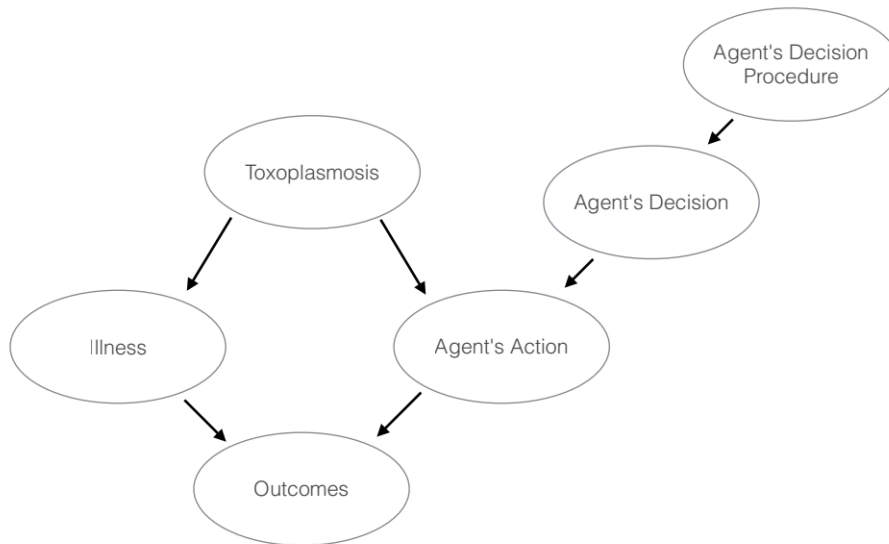 Agent's Decision
Procedure
Toxoplasmosis
Agent's Decision
Illness
Agent's Action
Outcomes